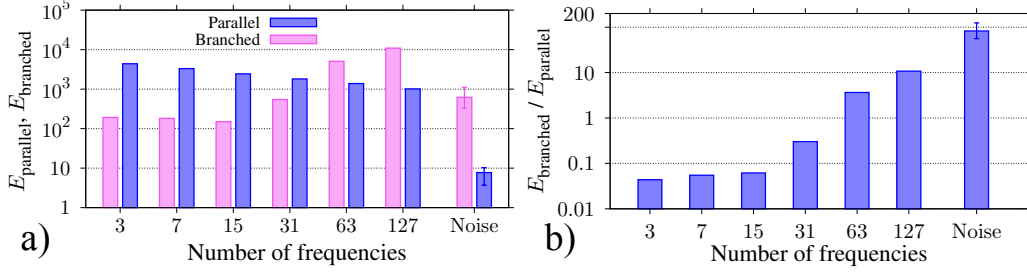 E_parallel, E_branched
10^5
10^4
10^3
10^2
10
1
Parallel
Branched
3 7 15 31 63 127 Noise
Number of frequencies
a)
E_branched / E_parallel
200
10
1
0.1
0.01
3 7 15 31 63 127 Noise
Number of frequencies
b)